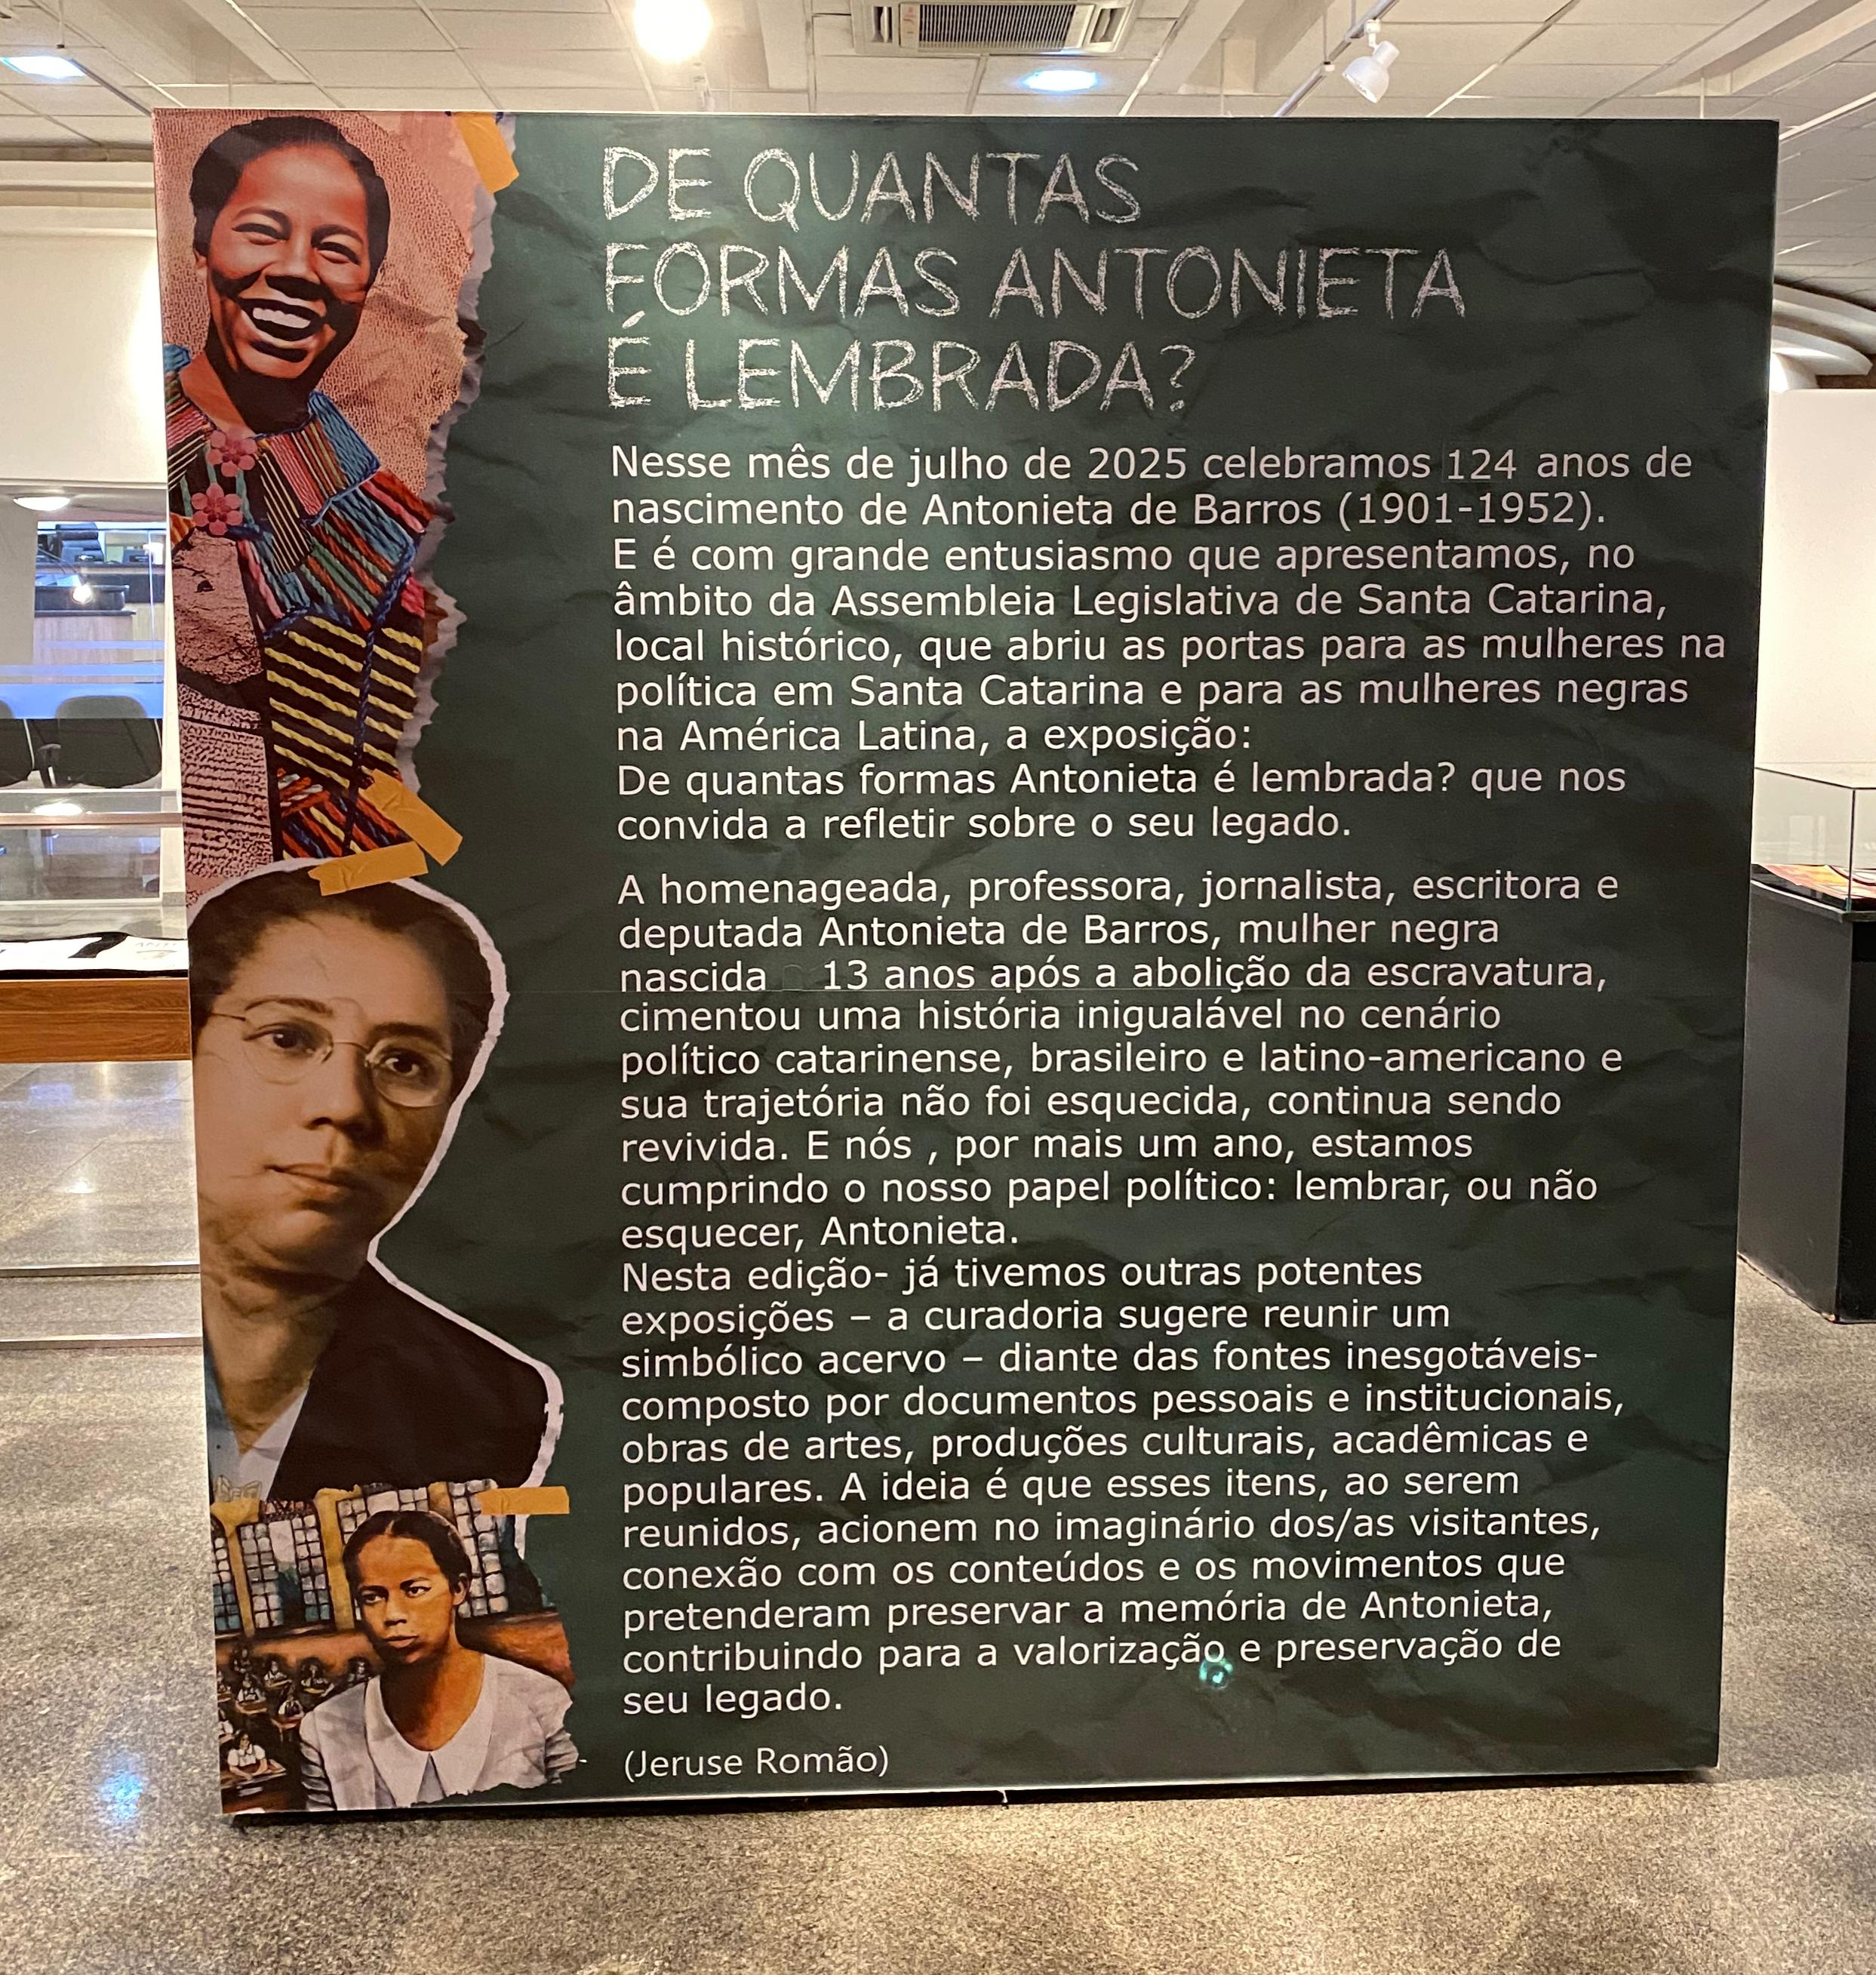 DE QUANTAS
FORMAS ANTONIETA
É LEMBRADA?
Nesse mês de julho de 2025 celebramos 124 anos de
nascimento de Antonieta de Barros (1901-1952).
E é com grande entusiasmo que apresentamos, no
âmbito da Assembleia Legislativa de Santa Catarina,
local histórico, que abriu as portas para as mulheres na
política em Santa Catarina e para as mulheres negras
na América Latina, a exposição:
De quantas formas Antonieta é lembrada? que nos
convida a refletir sobre o seu legado.
A homenageada, professora, jornalista, escritora e
deputada Antonieta de Barros, mulher negra
nascida 13 anos após a abolição da escravatura,
cimentou uma história inigualável no cenário
político catarinense, brasileiro e latino-americano e
sua trajetória não foi esquecida, continua sendo
revivida. E nós , por mais um ano, estamos
cumprindo o nosso papel político: lembrar, ou não
esquecer, Antonieta.
Nesta edição- já tivemos outras potentes
exposições – a curadoria sugere reunir um
simbólico acervo – diante das fontes inesgotáveis-
composto por documentos pessoais e institucionais,
obras de artes, produções culturais, acadêmicas e
populares. A ideia é que esses itens, ao serem
reunidos, acionem no imaginário dos/as visitantes,
conexão com os conteúdos e os movimentos que
pretenderam preservar a memória de Antonieta,
contribuindo para a valorização e preservação de
seu legado.
(Jeruse Romão)